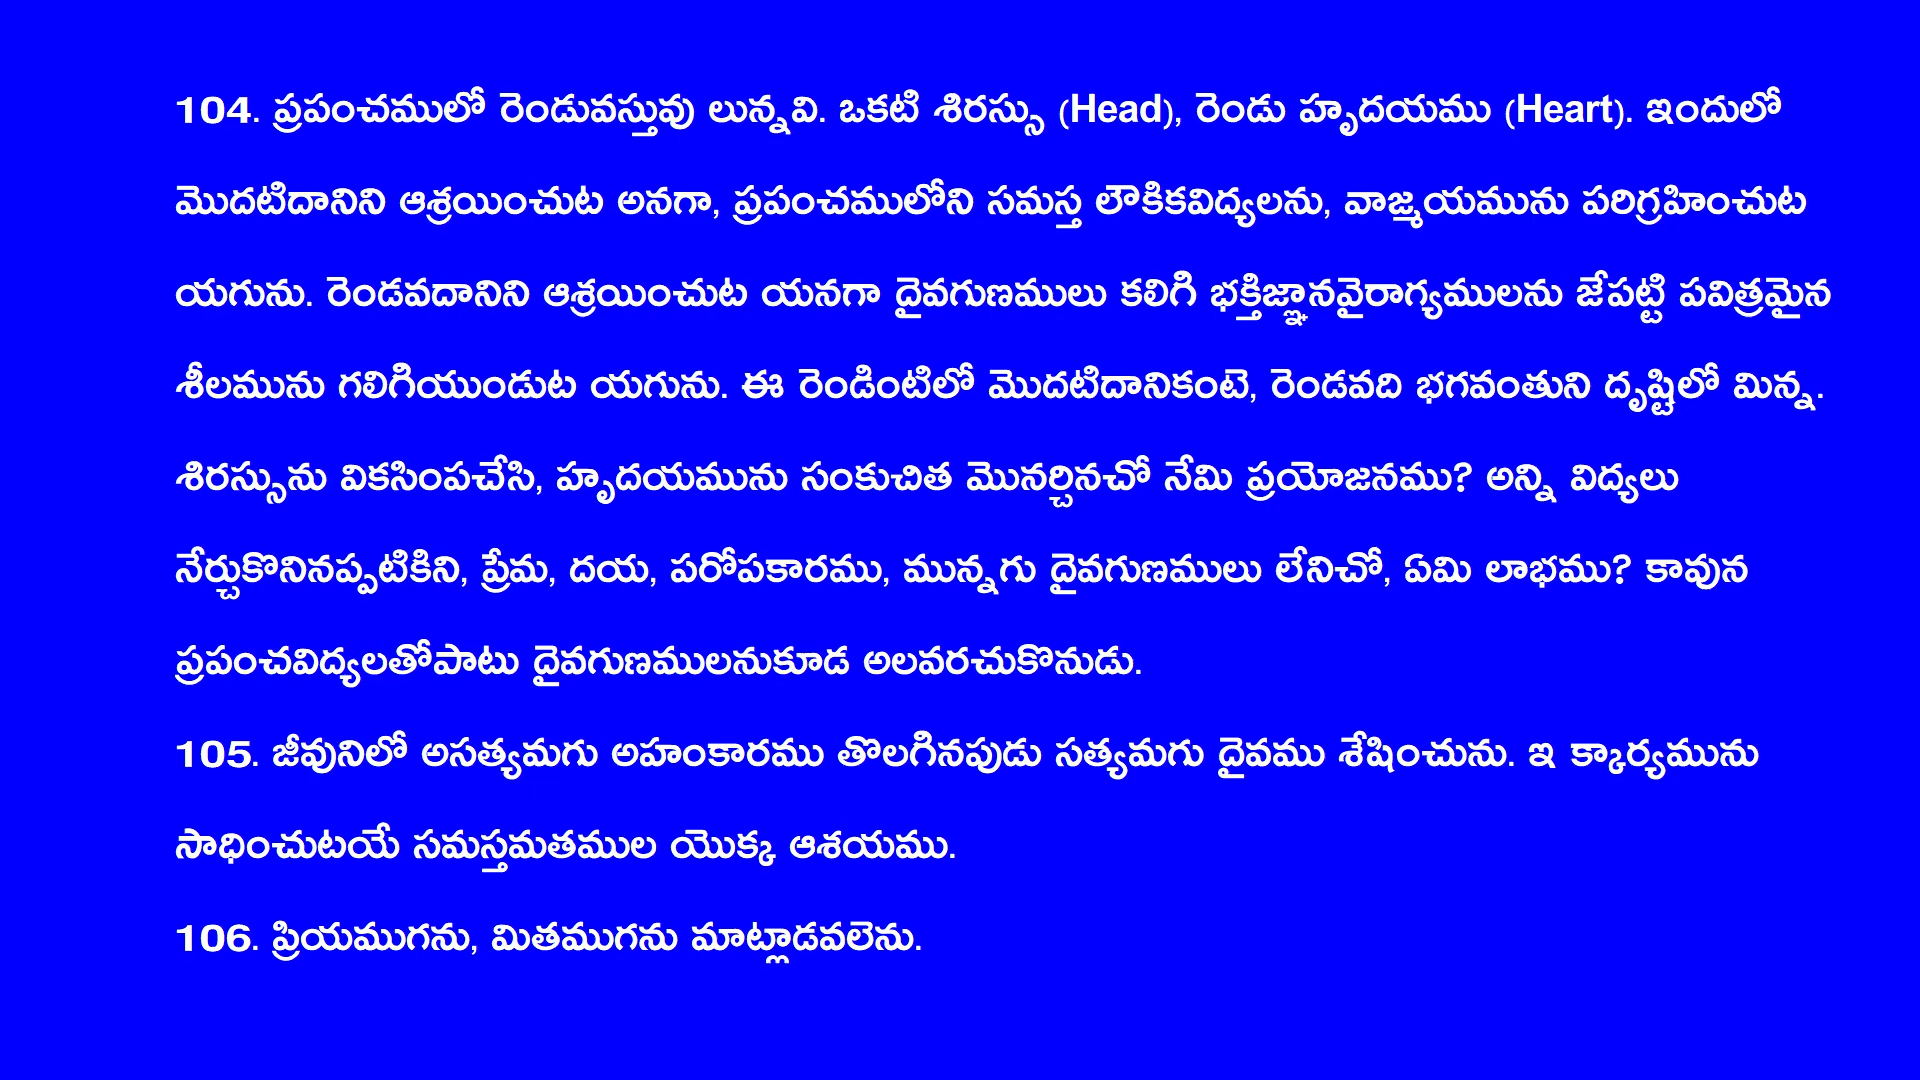 104. ప్రపంచములో రెండువస్తువు లున్నవి. ఒకటి శిరస్సు (Head), రెండు హృదయము (Heart). ఇందులో
మొదటిదానిని ఆశ్రయించుట అనగా, ప్రపంచములోని సమస్త లౌకికవిద్యలను, వాఙ్మయమును పరిగ్రహించుట
యగును. రెండవదానిని ఆశ్రయించుట యనగా దైవగుణములు కలిగి భక్తిజ్ఞానవైరాగ్యములను జేపట్టి పవిత్రమైన
శీలమును గలిగియుండుట యగును. ఈ రెండింటిలో మొదటిదానికంటె, రెండవది భగవంతుని దృష్టిలో మిన్న.
శిరస్సును వికసింపచేసి, హృదయమును సంకుచిత మొనర్చినచో నేమి ప్రయోజనము? అన్ని విద్యలు
నేర్చుకొనినప్పటికిని, ప్రేమ, దయ, పరోపకారము, మున్నగు దైవగుణములు లేనిచో, ఏమి లాభము? కావున
ప్రపంచవిద్యలతోపాటు దైవగుణములనుకూడ అలవరచుకొనుడు.
105. జీవునిలో అసత్యమగు అహంకారము తొలగినపుడు సత్యమగు దైవము శేషించును. ఇ క్కార్యమును
సాధించుటయే సమస్తమతముల యొక్క ఆశయము.
106. ప్రియముగను, మితముగను మాట్లాడవలెను.